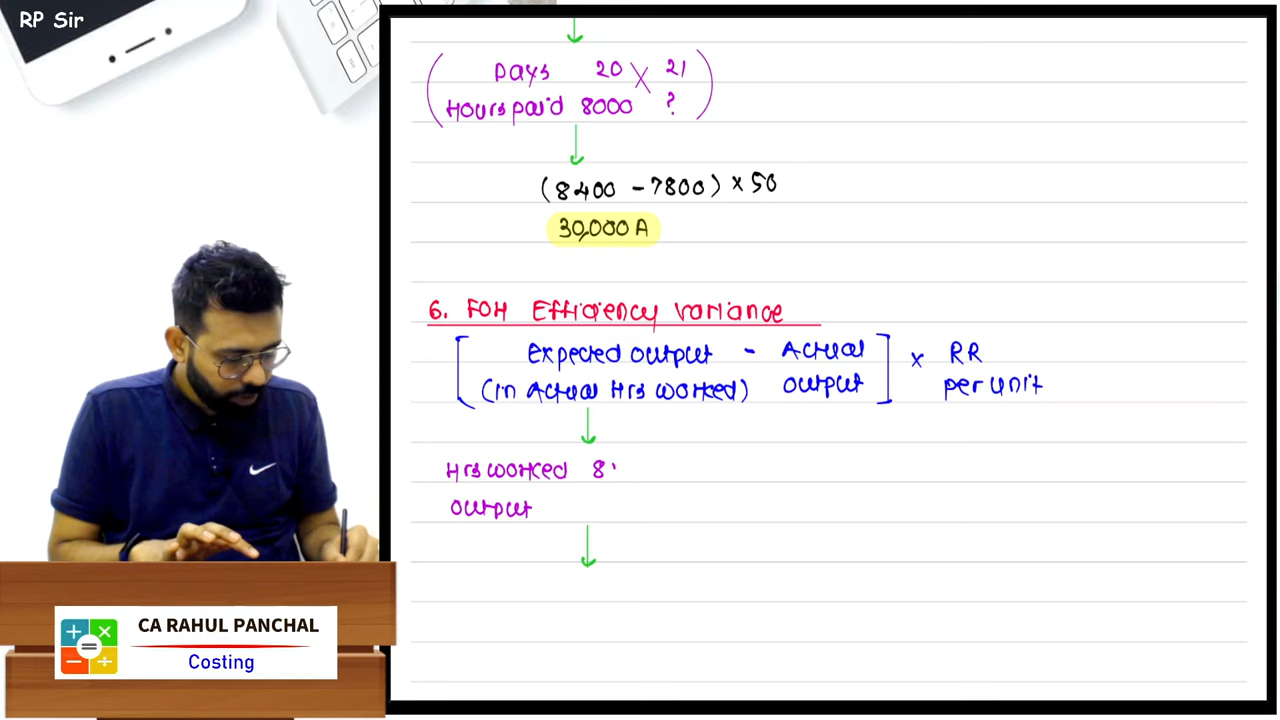 RP Sir
Days 20 21
Hours paid 8000 ?
(8400 - 7800) × 50
30,000 A
6. FOH Efficiency variance
[Expected output - Actual output] × RR per unit
(in Actual Hrs worked)
Hrs worked 8
output
CA RAHUL PANCHAL
Costing